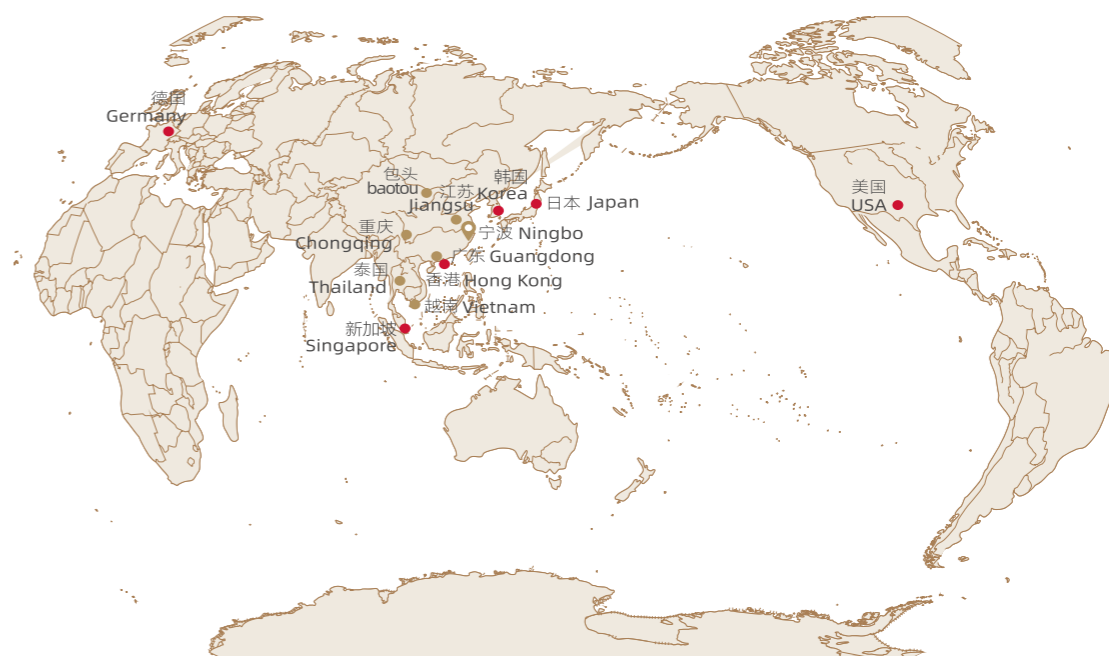 德国
Germany
包头
baotou
江苏
Jiangsu
韩国
Korea
日本 Japan
美国
USA
重庆
Chongqing
宁波 Ningbo
广东 Guangdong
泰国
Thailand
香港 Hong Kong
越南 Vietnam
新加坡
Singapore